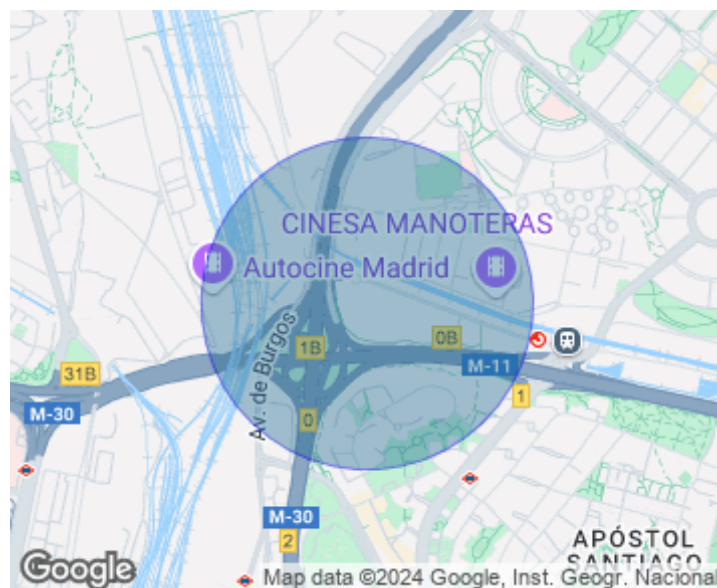 CINESA MANOTERAS
Autocine Madrid
Av. de Burgos
1B
0B
31B
M-11
M-30
0
1
M-30
2
APÓSTOL
SANTIAGO
Google
Map data ©2024 Google, Inst. Geogr. Nacional